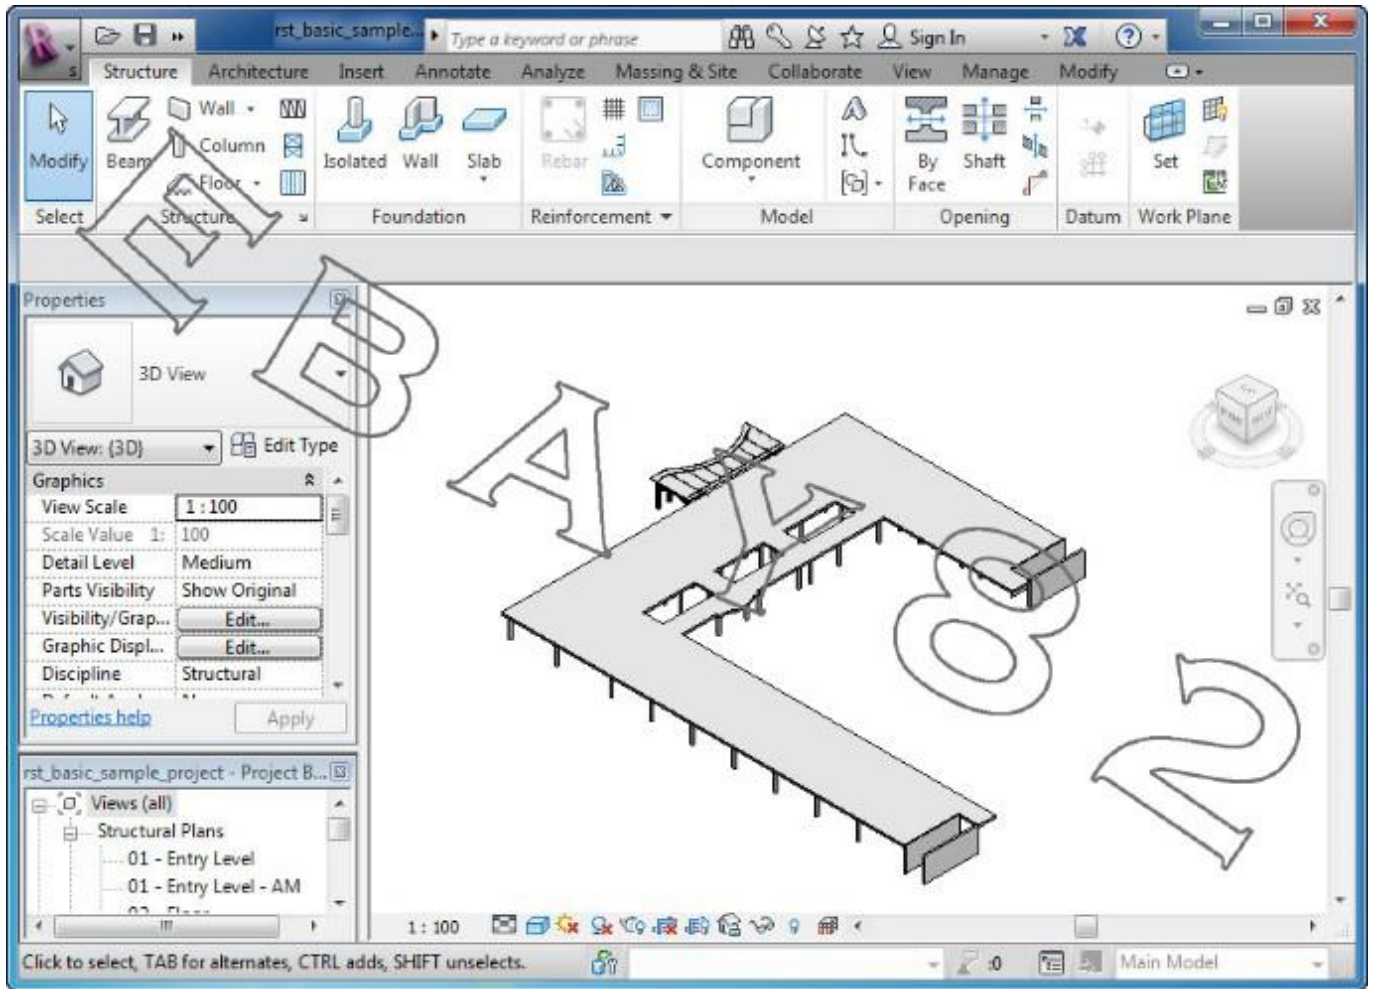 rst_basic_sample... Type a keyword or phrase Sign In
Structure Architecture Insert Annotate Analyze Massing & Site Collaborate View Manage Modify
Modify Beam Wall Column Floor Isolated Wall Slab Rebar Component By Face Shaft Set
Select Structure Foundation Reinforcement Model Opening Datum Work Plane
Properties
3D View
3D View: {3D} Edit Type
Graphics
View Scale 1 : 100
Scale Value 1: 100
Detail Level Medium
Parts Visibility Show Original
Visibility/Grap... Edit...
Graphic Displ... Edit...
Discipline Structural
Properties help Apply
rst_basic_sample_project - Project B...
Views (all)
Structural Plans
01 - Entry Level
01 - Entry Level - AM
1 : 100
Click to select, TAB for alternates, CTRL adds, SHIFT unselects. :0 Main Model